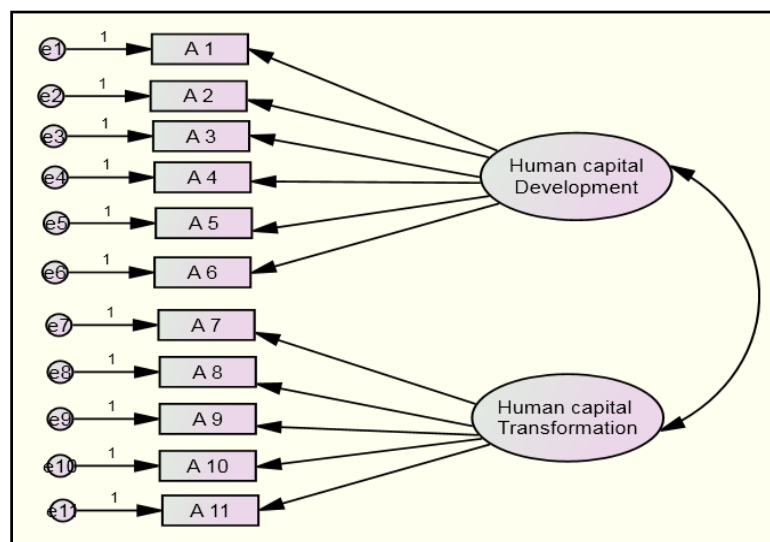 e1 1 A 1
e2 1 A 2
e3 1 A 3
e4 1 A 4
e5 1 A 5
e6 1 A 6
Human capital
Development
e7 1 A 7
e8 1 A 8
e9 1 A 9
e10 1 A 10
e11 1 A 11
Human capital
Transformation